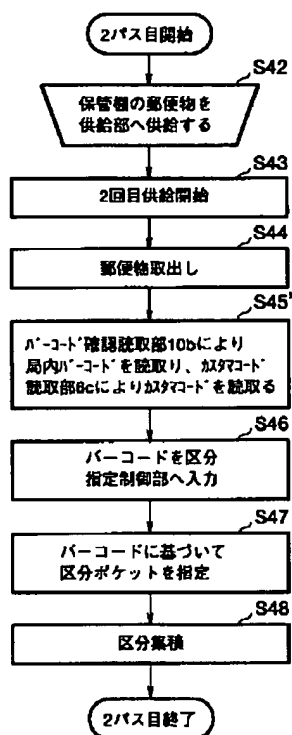 2パス目開始
S42
保管棚の郵便物を
供給部へ供給する
S43
2回目供給開始
S44
郵便物取出し
S45'
バーコード確認読取部10bにより
局内バーコードを読取り、カスタマコード
読取部6cによりカスタマコードを読取る
S46
バーコードを区分
指定制御部へ入力
S47
バーコードに基づいて
区分ポケットを指定
S48
区分集積
2パス目終了